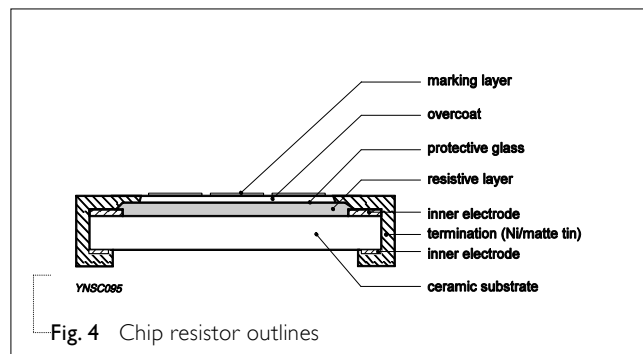 marking layer
overcoat
protective glass
resistive layer
inner electrode
termination (Ni/matte tin)
inner electrode
ceramic substrate
YNSC095
Fig. 4 Chip resistor outlines